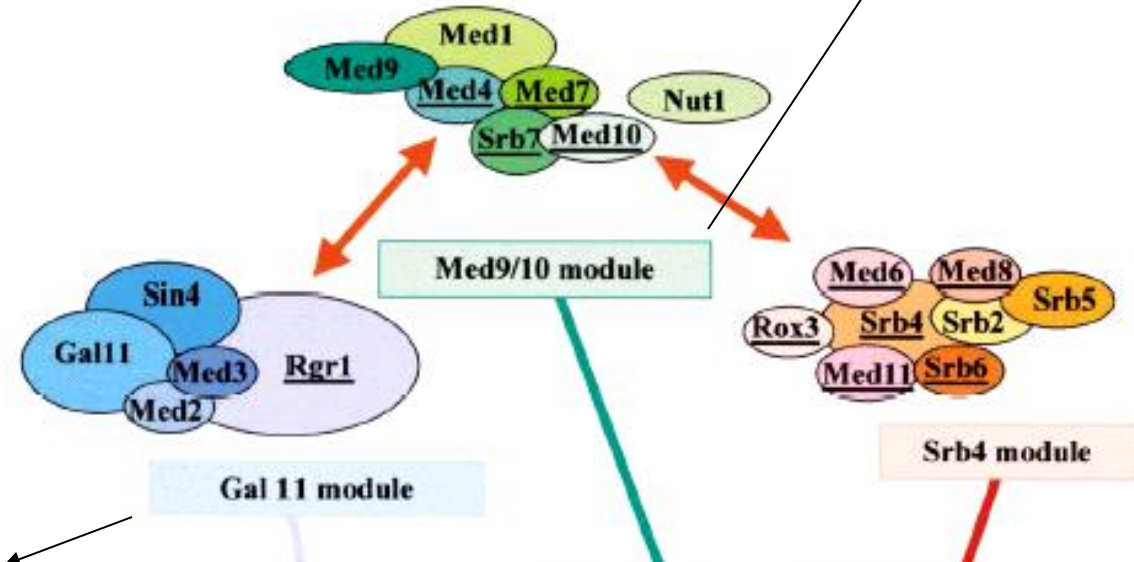 Med1
Med9
Med4 Med7
Nut1
Srb7 Med10
Med9/10 module
Sin4
Gal11
Med3
Rgr1
Med2
Gal 11 module
Med6 Med8
Srb5
Rox3 Srb4 Srb2
Med11 Srb6
Srb4 module